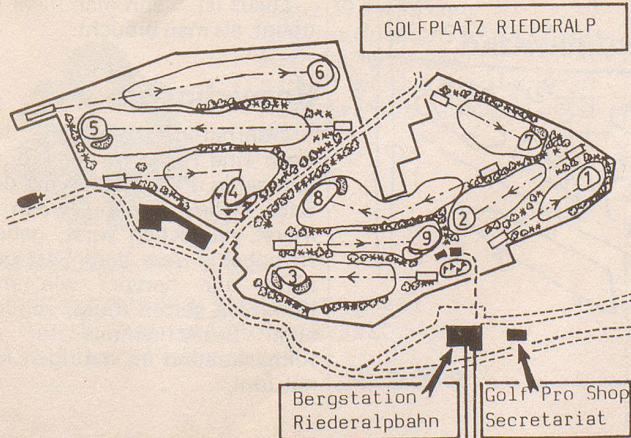 GOLFPLATZ RIEDERALP
6
5
7
4
1
8
2
9
3
Bergstation
Riederalpbahn
Golf Pro Shop
Secretariat